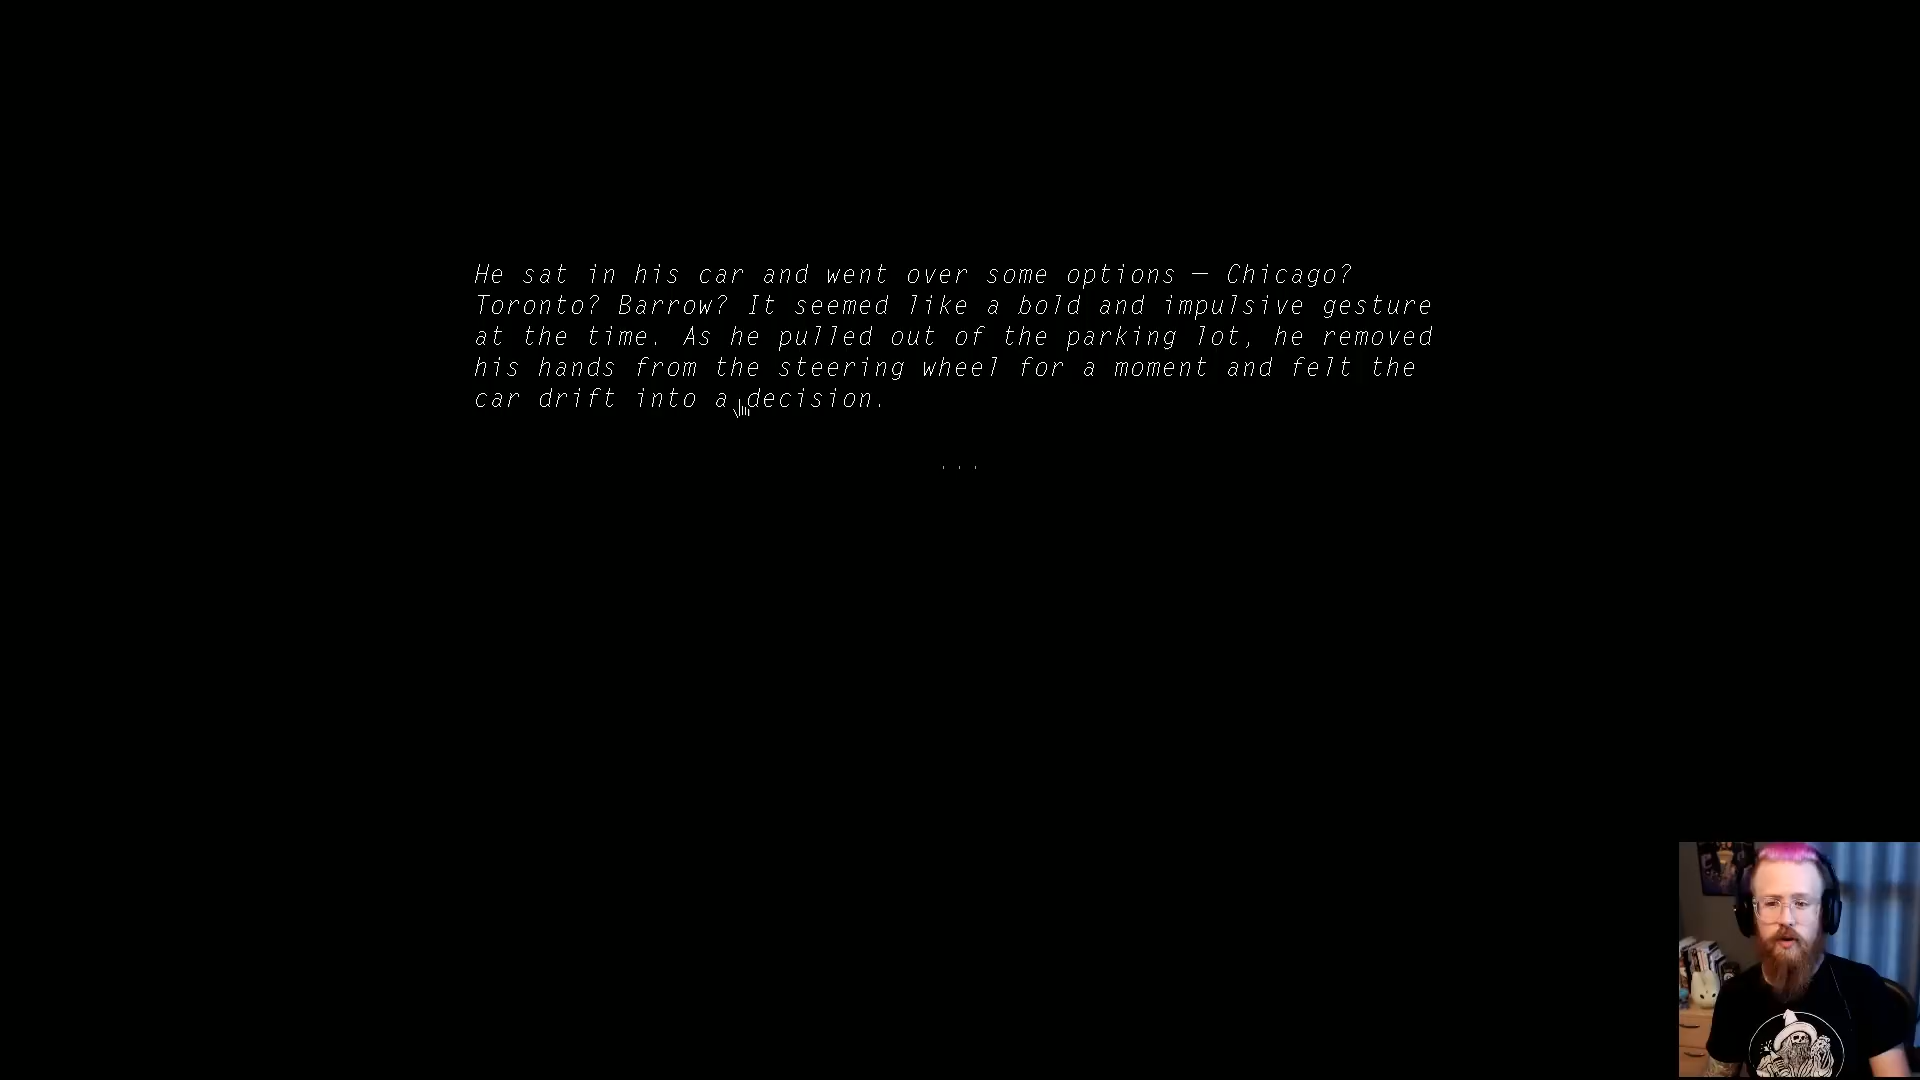 He sat in his car and went over some options — Chicago?
Toronto? Barrow? It seemed like a bold and impulsive gesture
at the time. As he pulled out of the parking lot, he removed
his hands from the steering wheel for a moment and felt the
car drift into a decision.
...